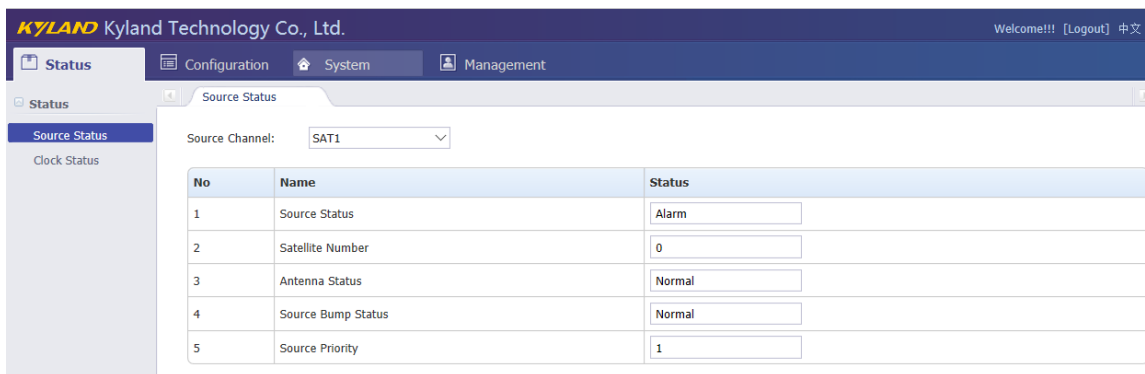 KYLAND Kyland Technology Co., Ltd.
Welcome!!! [Logout] 中文
Status Configuration System Management
Status
Source Status
Clock Status
Source Status
Source Channel: SAT1
No Name Status
1 Source Status Alarm
2 Satellite Number 0
3 Antenna Status Normal
4 Source Bump Status Normal
5 Source Priority 1